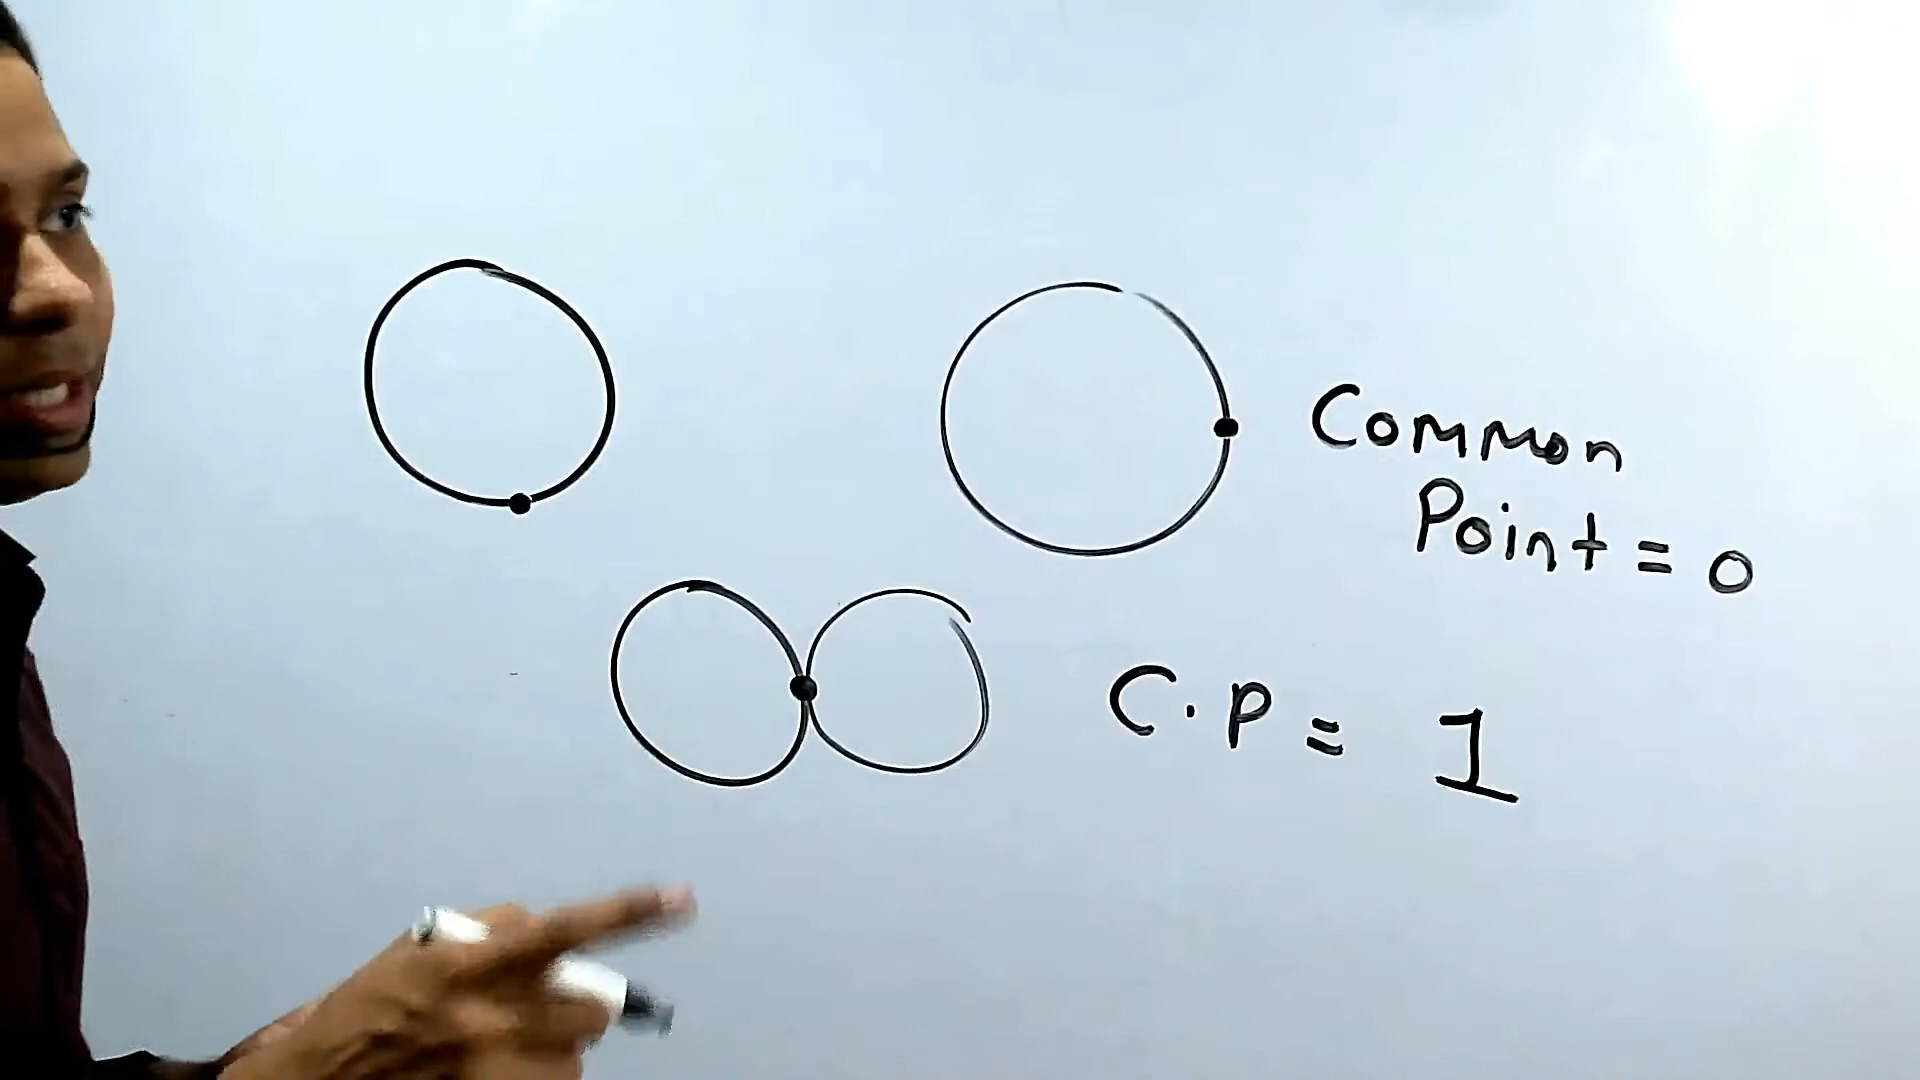 Common
Point = 0
C.P = 1